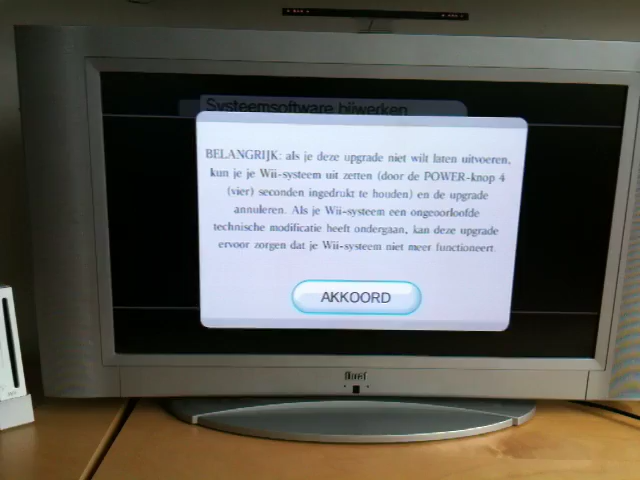 Systeemsoftware bijwerken
BELANGRIJK: als je deze upgrade niet wilt laten uitvoeren,
kun je je Wii-systeem uit zetten (door de POWER-knop 4
(vier) seconden ingedrukt te houden) en de upgrade
annuleren. Als je Wii-systeem een ongeoorloofde
technische modificatie heeft ondergaan, kan deze upgrade
ervoor zorgen dat je Wii-systeem niet meer functioneert.
AKKOORD